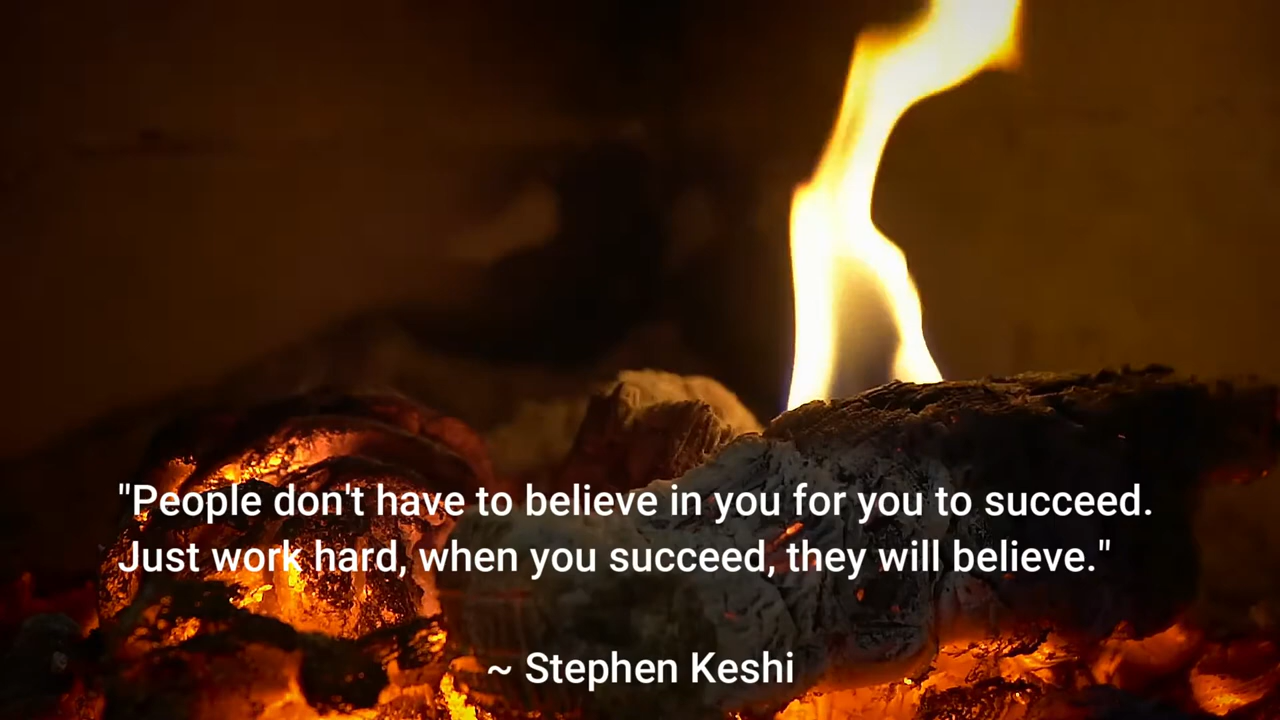 "People don't have to believe in you for you to succeed.
Just work hard, when you succeed, they will believe."
~ Stephen Keshi